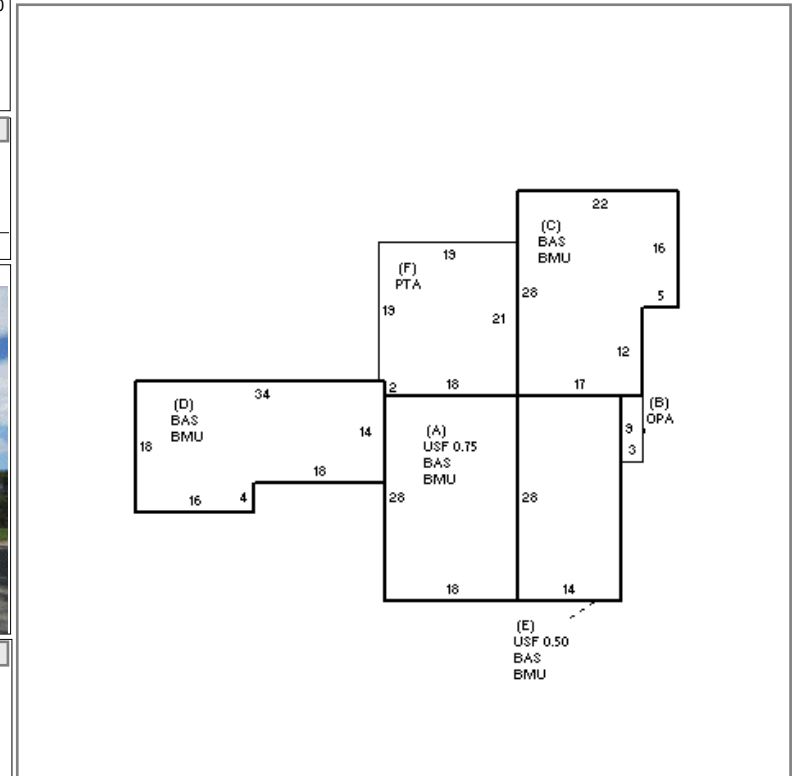 22
(C)
BAS
BMU
16
19
(F)
PTA
28
5
19
21
12
2
18
17
34
(D)
BAS
BMU
14
(B)
OPA
(A)
USF 0.75
BAS
BMU
9
3
18
18
16
4
28
28
18
14
(E)
USF 0.50
BAS
BMU